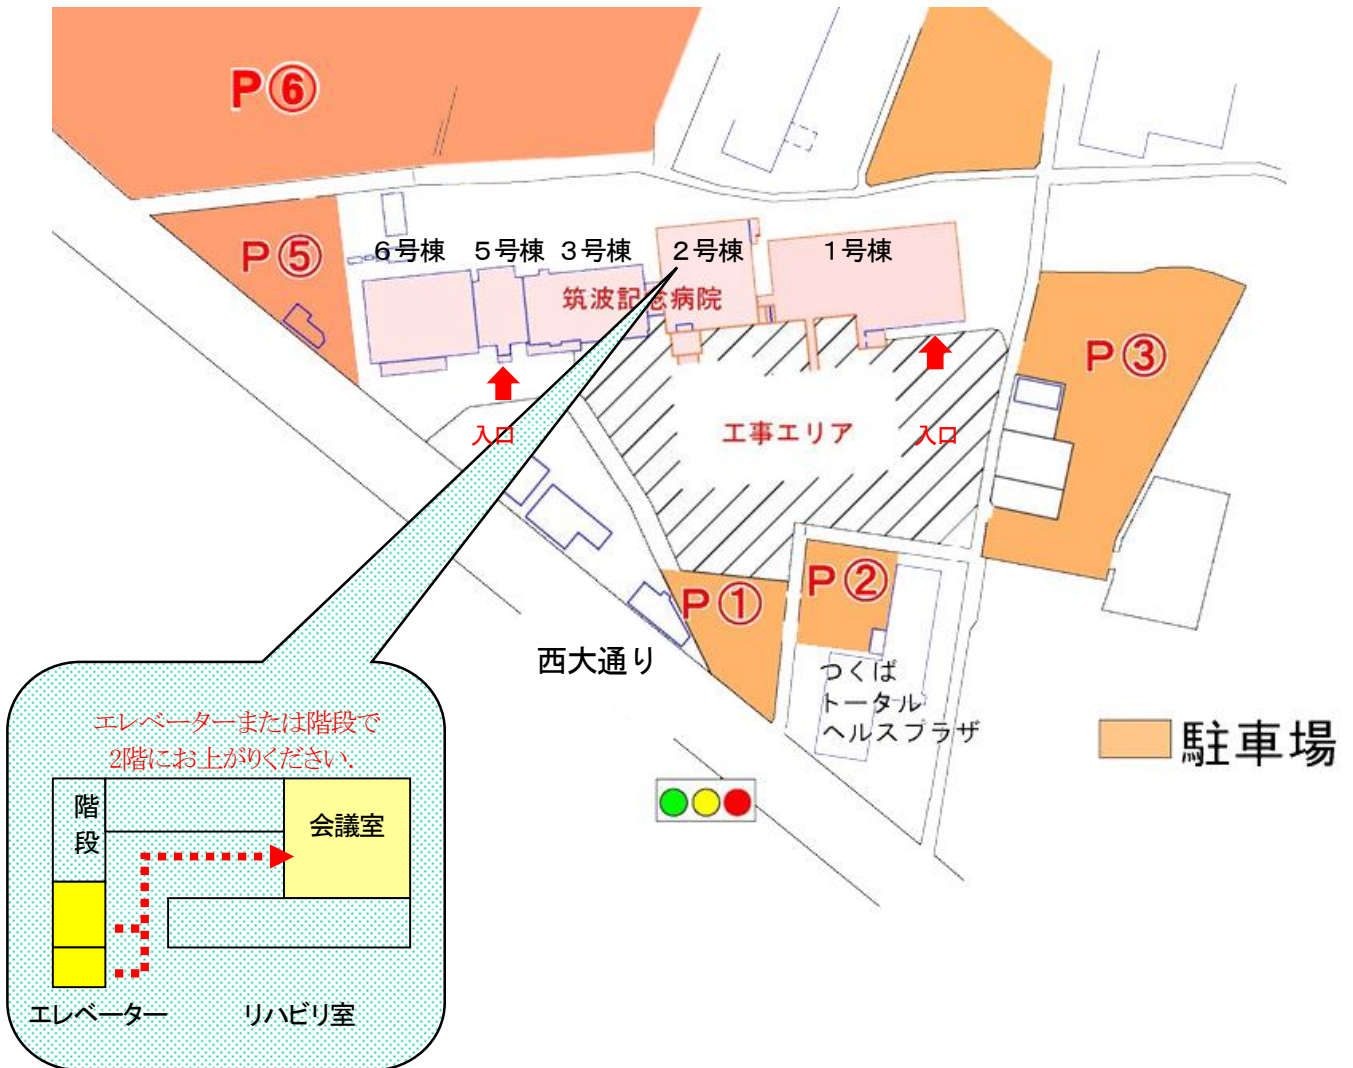 P⑥
P⑤
６号棟
５号棟
３号棟
２号棟
１号棟
筑波記念病院
P③
入口
工事エリア
入口
P①
P②
西大通り
つくば
トータル
ヘルスプラザ
駐車場
エレベーターまたは階段で
2階にお上がりください.
階
段
会議室
エレベーター
リハビリ室